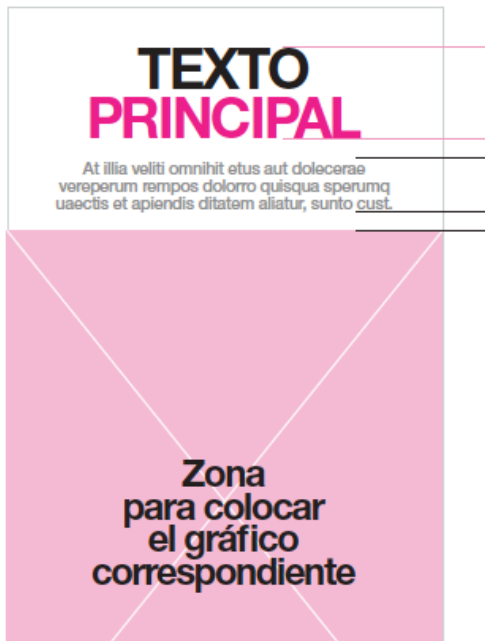 TEXTO
PRINCIPAL
At illia veliti omnihit etus aut dolecerae
vereperum rempos dolorro quisqua sperumq
uaectis et apiendis ditatem aliatur, sunto cust.
Zona
para colocar
el gráfico
correspondiente